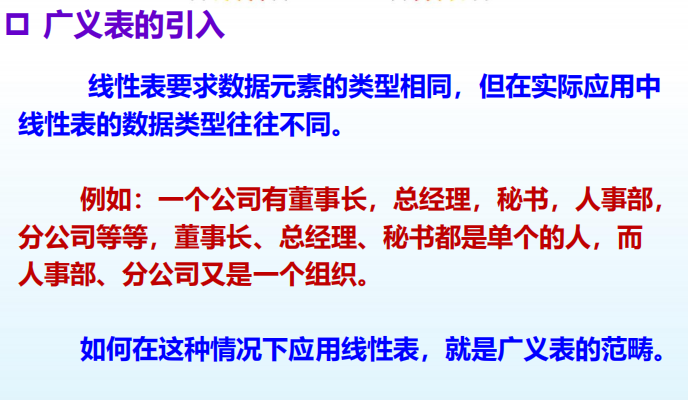 广义表的引入
线性表要求数据元素的类型相同，但在实际应用中
线性表的数据类型往往不同。
例如：一个公司有董事长，总经理，秘书，人事部，
分公司等等，董事长、总经理、秘书都是单个的人，而
人事部、分公司又是一个组织。
如何在这种情况下应用线性表，就是广义表的范畴。